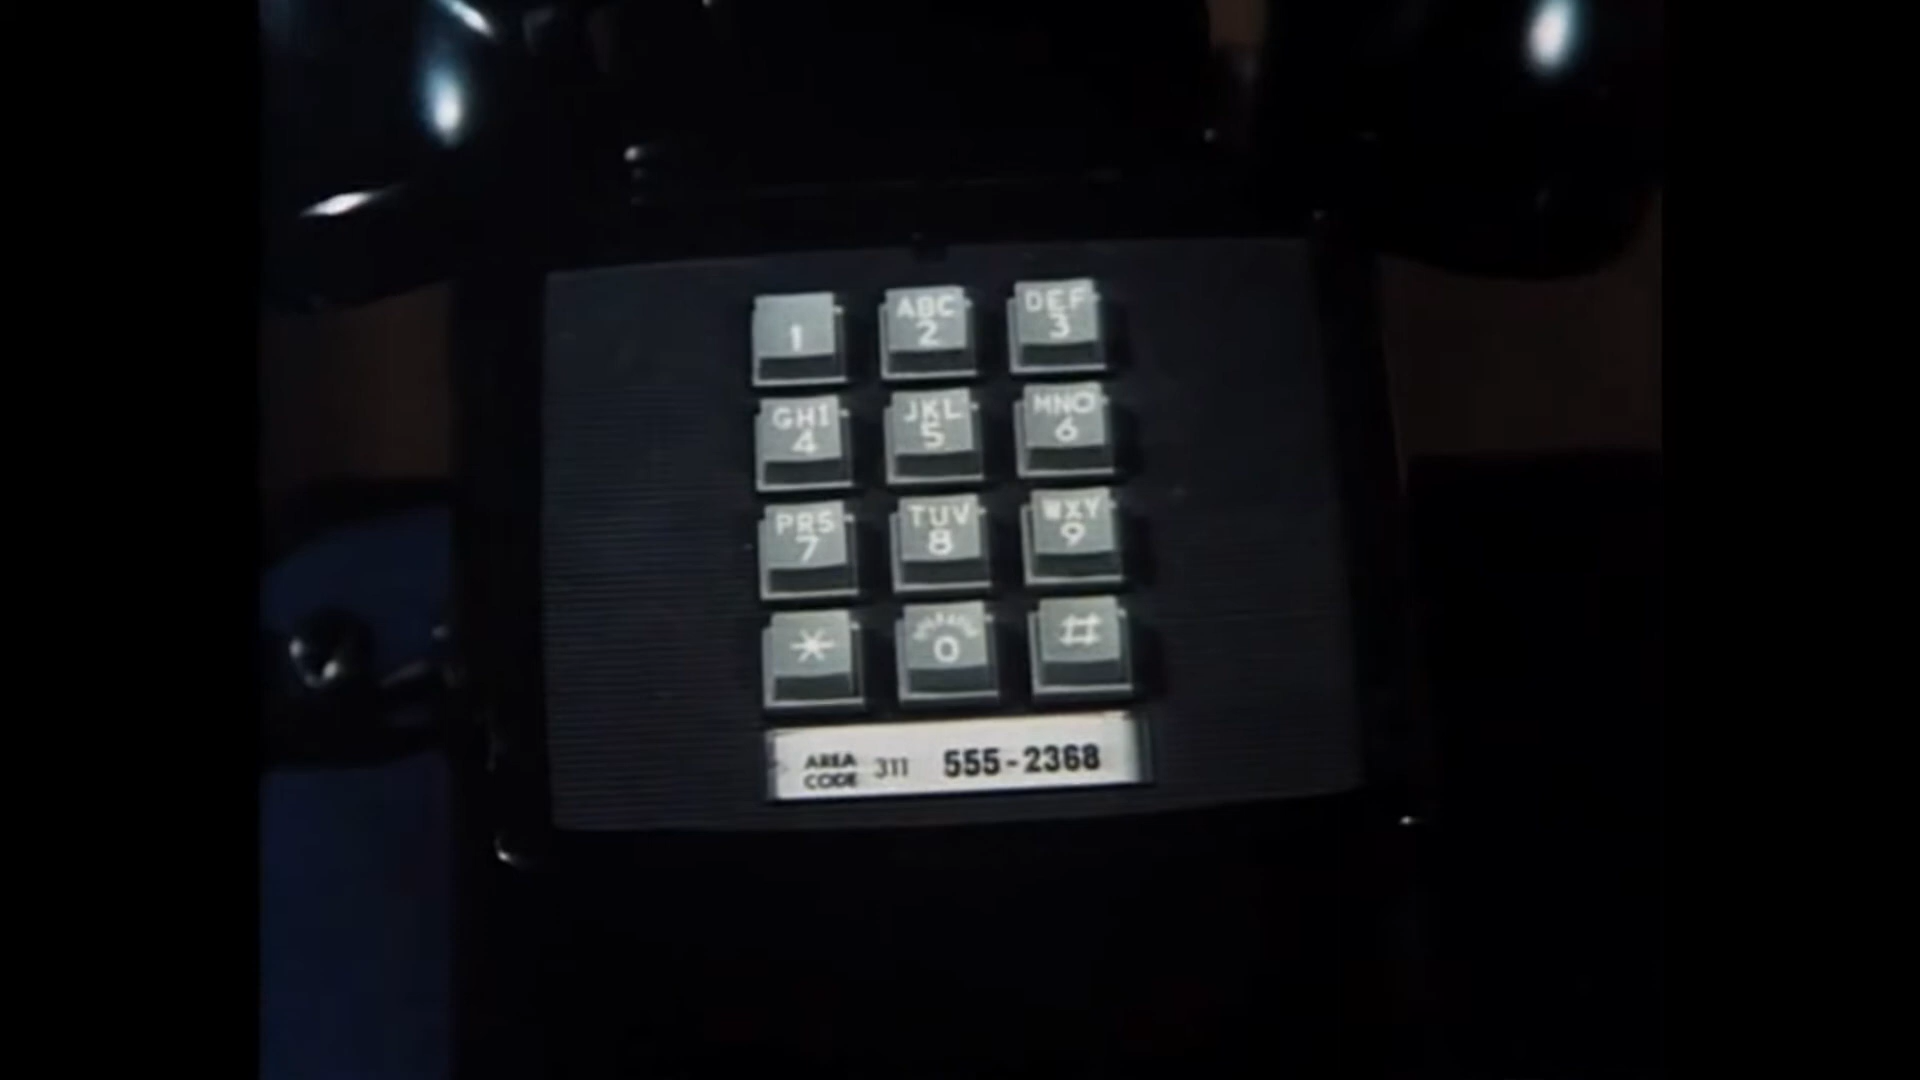 1
ABC
2
DEF
3
GHI
4
JKL
5
MNO
6
PRS
7
TUV
8
WXY
9
*
0
#
AREA CODE 311 555-2368